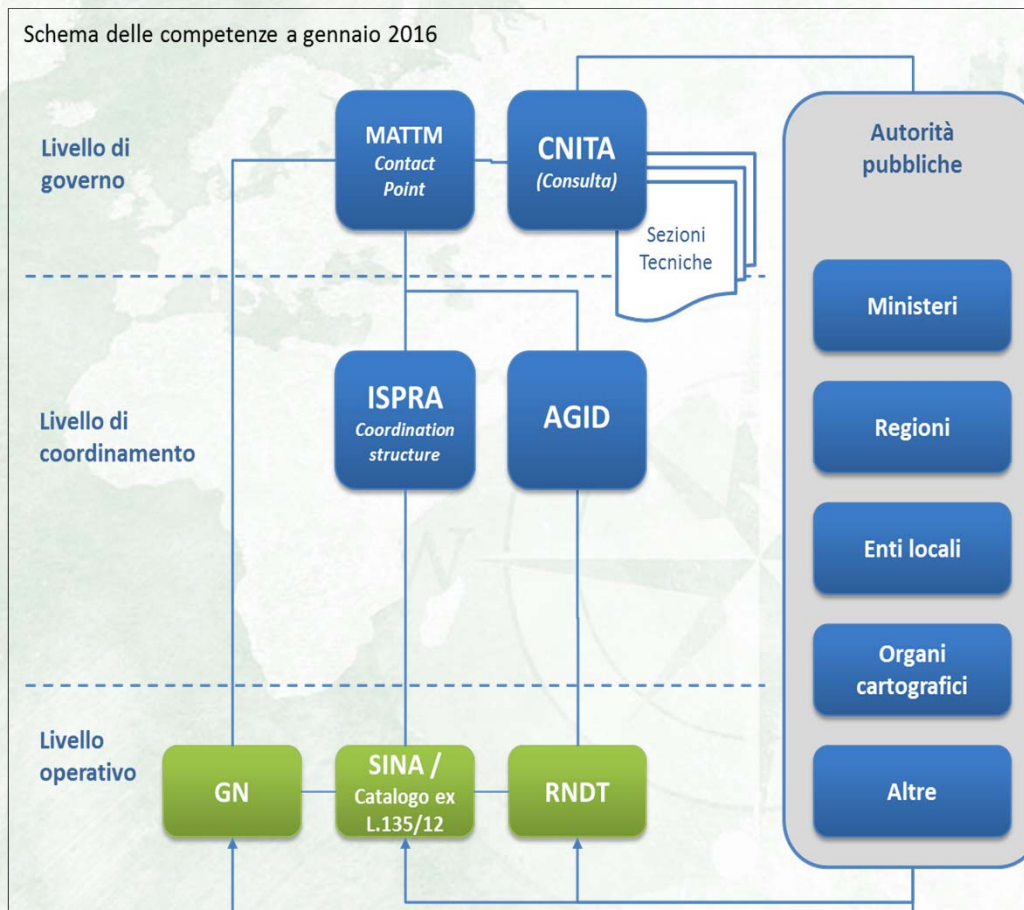 Schema delle competenze a gennaio 2016
Livello di
governo
MATTM
Contact
Point
CNITA
(Consulta)
Sezioni
Tecniche
Autorità
pubbliche
Ministeri
Regioni
Enti locali
Organi
cartografici
Altre
Livello di
coordinamento
ISPRA
Coordination
structure
AGID
Livello
operativo
GN
SINA /
Catalogo ex
L.135/12
RNDT